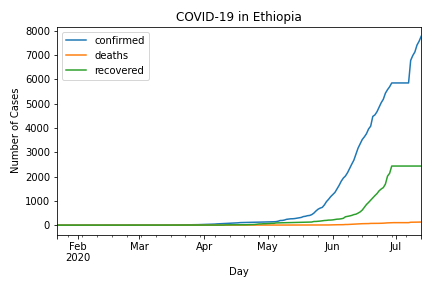 COVID-19 in Ethiopia
confirmed
deaths
recovered
Number of Cases
8000
7000
6000
5000
4000
3000
2000
1000
0
Feb Mar Apr May Jun Jul
2020
Day